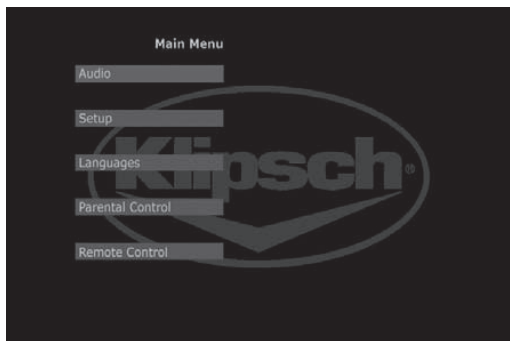 Main Menu
Audio
Setup
Languages
Klipsch®
Parental Control
Remote Control